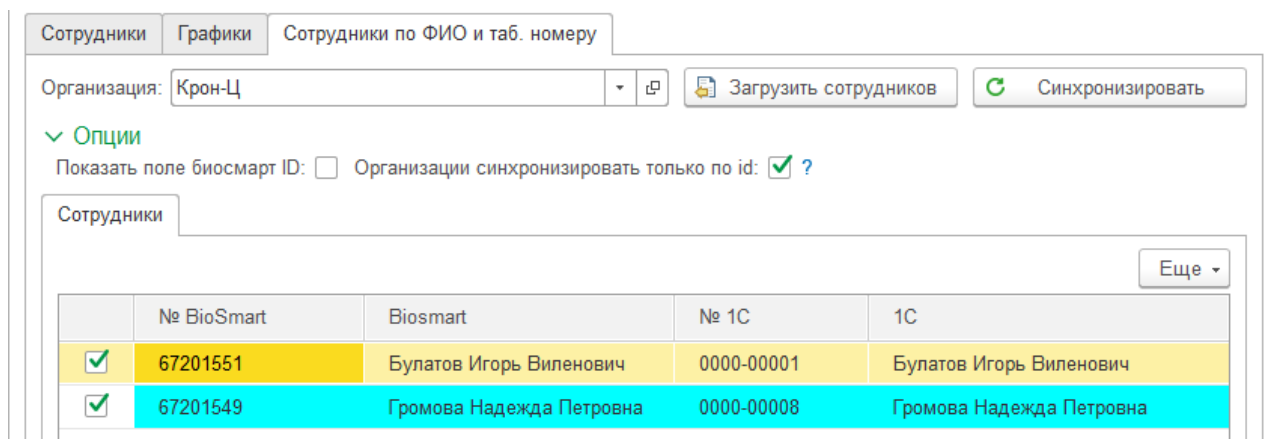 Сотрудники Графики Сотрудники по ФИО и таб. номеру
Организация: Крон-Ц Загрузить сотрудников Синхронизировать
Опции
Показать поле биосмарт ID: Организации синхронизировать только по id: ?
Сотрудники
Еще
№ BioSmart Biosmart № 1С 1С
67201551 Булатов Игорь Виленович 0000-00001 Булатов Игорь Виленович
67201549 Громова Надежда Петровна 0000-00008 Громова Надежда Петровна